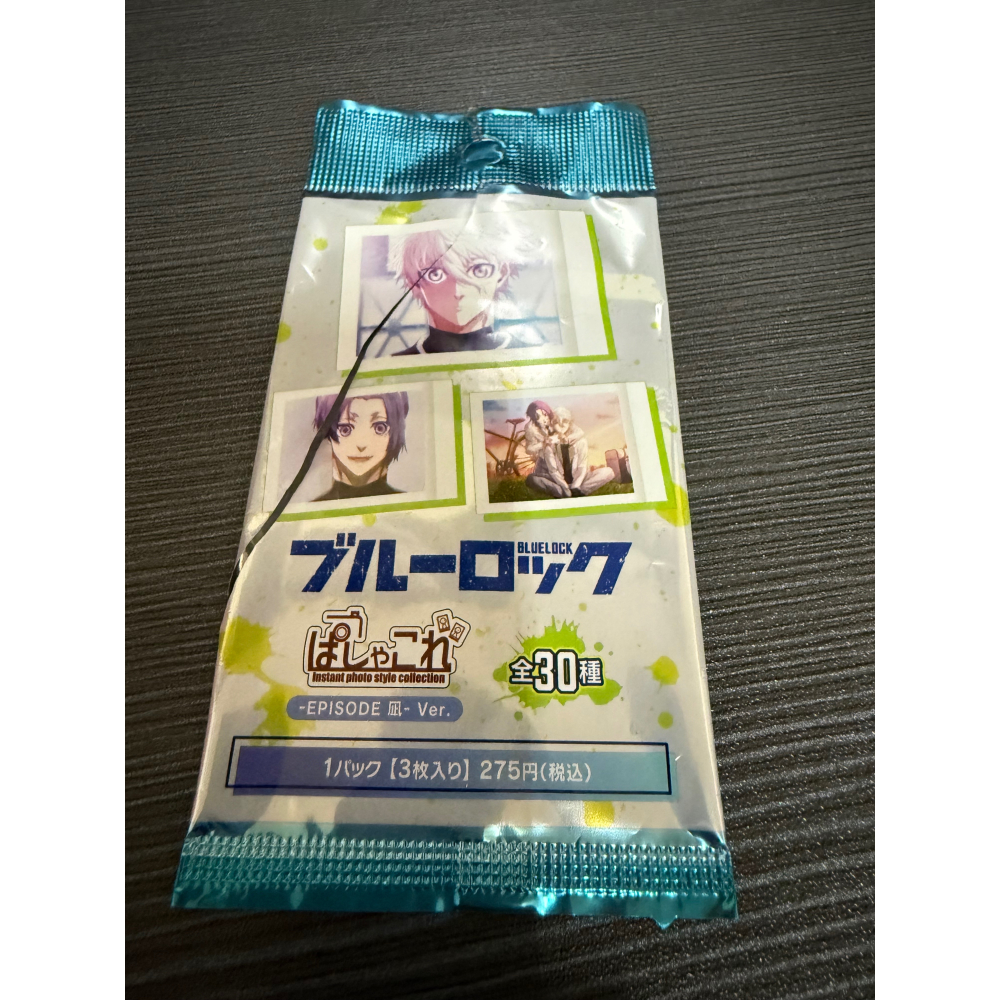 ブルーロック
BLUELOCK
ぱしゃこれ
Instant photo style collection
全30種
-EPISODE 凪- Ver.
1パック【3枚入り】275円(税込)